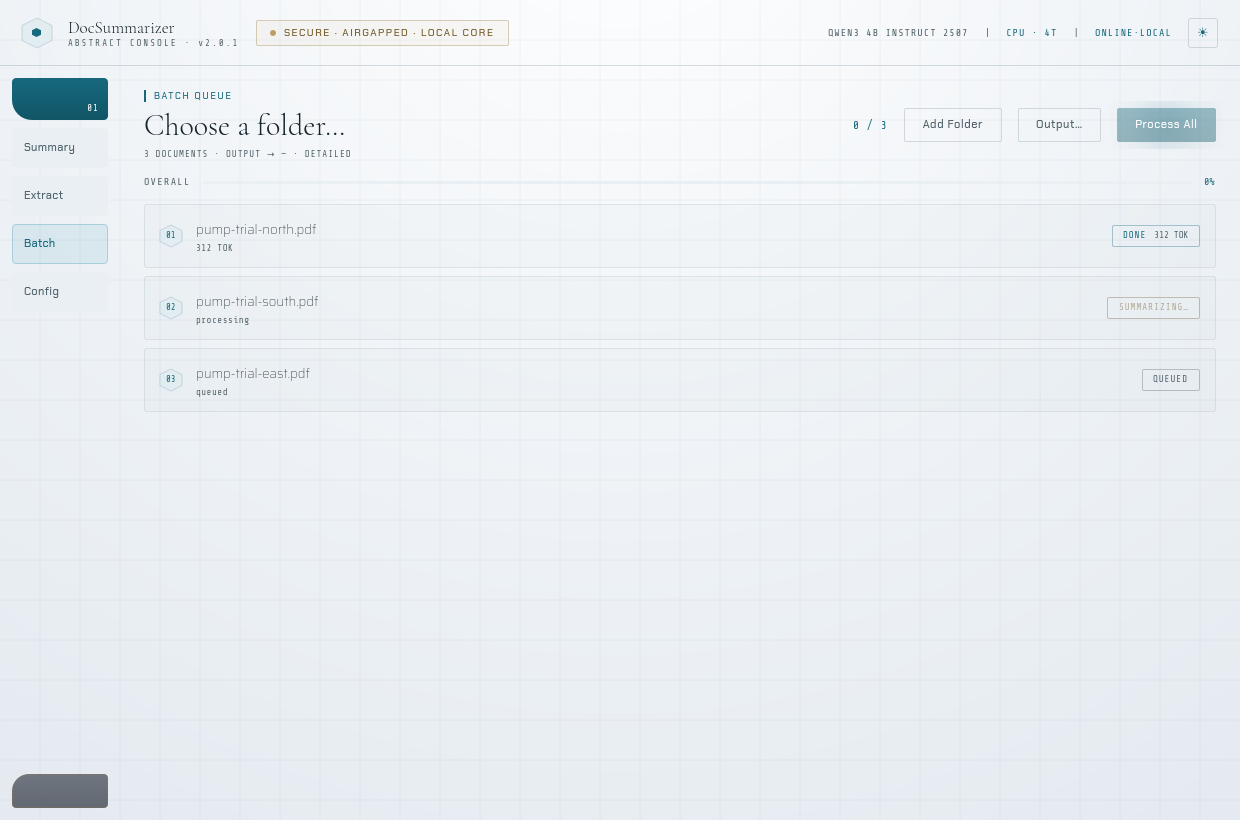 DocSummarizer
ABSTRACT CONSOLE · v2.0.1
SECURE · AIRGAPPED · LOCAL CORE
QWEN3 4B INSTRUCT 2507 | CPU · 4T | ONLINE·LOCAL
01
Summary
Extract
Batch
Config
BATCH QUEUE
Choose a folder…
3 DOCUMENTS · OUTPUT → — · DETAILED
0 / 3
Add Folder
Output…
Process All
OVERALL
0%
01
pump-trial-north.pdf
312 TOK
DONE 312 TOK
02
pump-trial-south.pdf
processing
SUMMARIZING…
03
pump-trial-east.pdf
queued
QUEUED